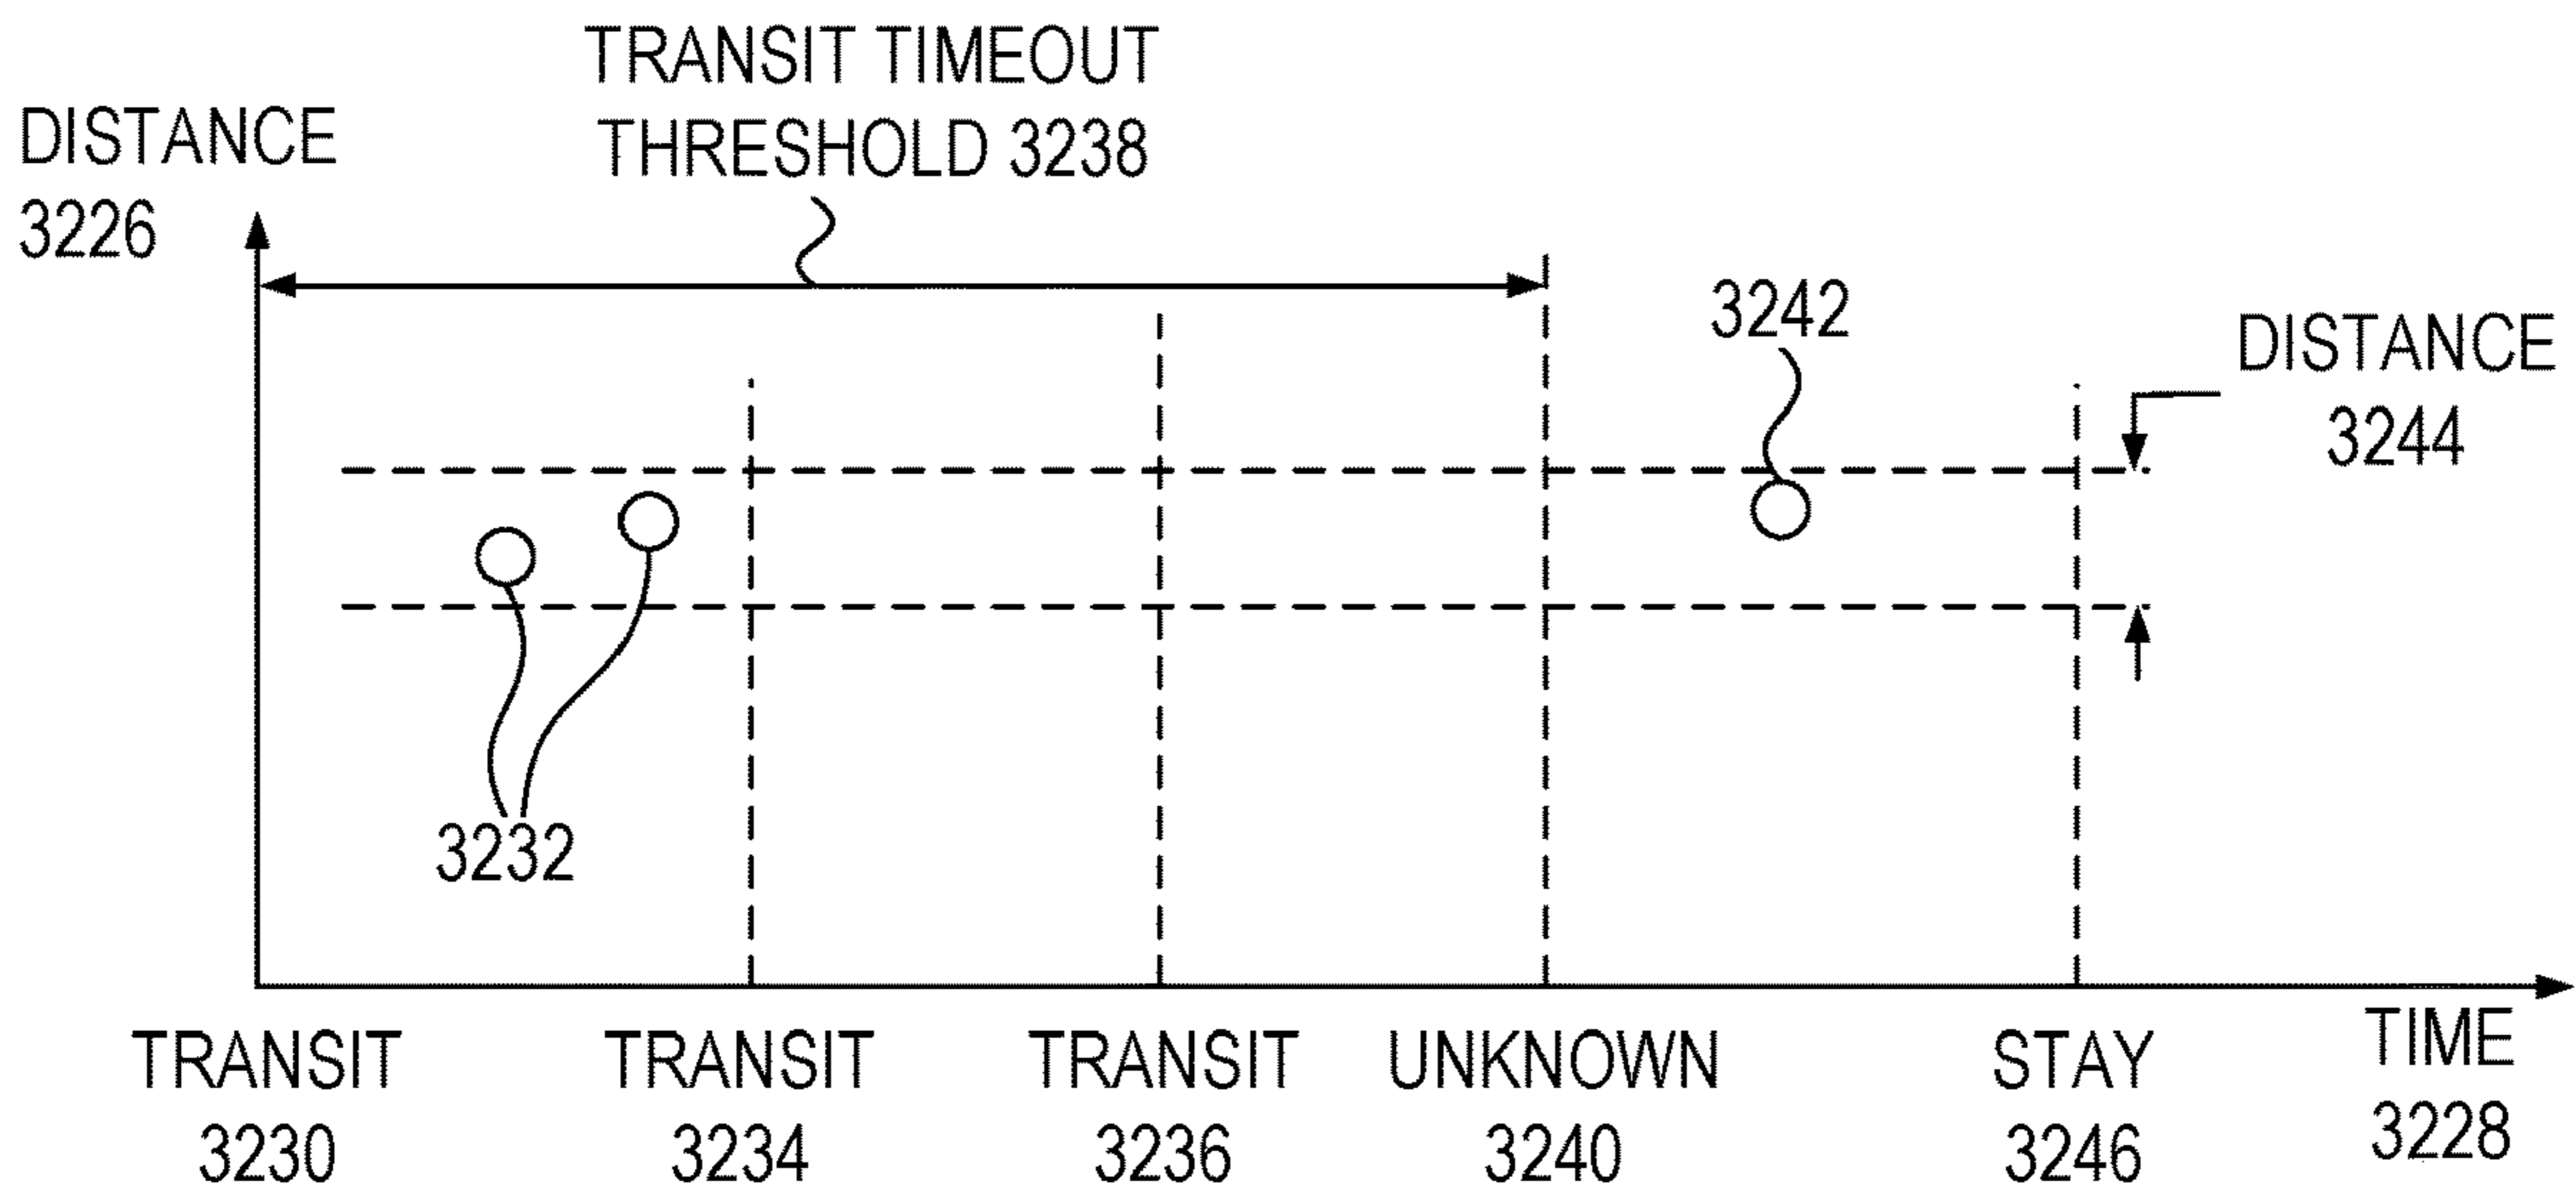 TRANSIT TIMEOUT
THRESHOLD 3238
DISTANCE
3226
3242
DISTANCE
3244
3232
TRANSIT
3230
TRANSIT
3234
TRANSIT
3236
UNKNOWN
3240
STAY
3246
TIME
3228